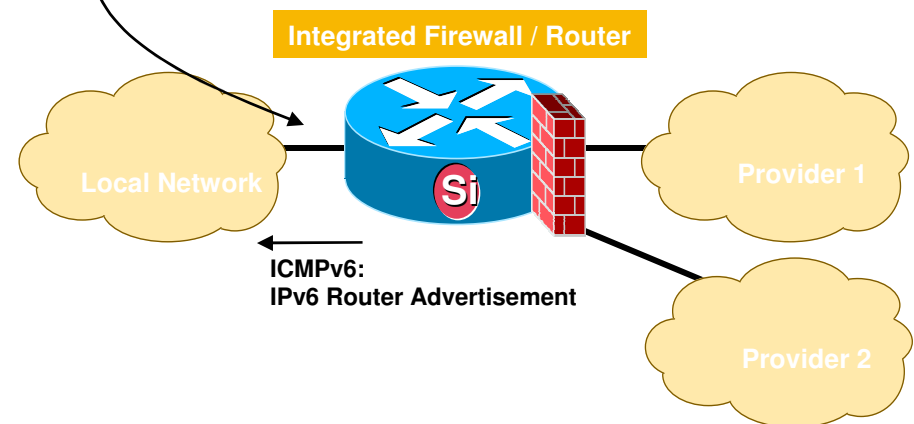 Integrated Firewall / Router
Local Network
Si
Provider 1
ICMPv6:
IPv6 Router Advertisement
Provider 2